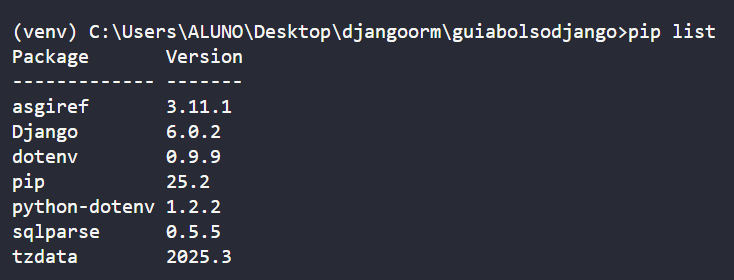 (venv) C:\Users\ALUNO\Desktop\djangoorm\guiabolsodjango>pip list
Package       Version
------------- -------
asgiref       3.11.1
Django        6.0.2
dotenv        0.9.9
pip           25.2
python-dotenv 1.2.2
sqlparse      0.5.5
tzdata        2025.3